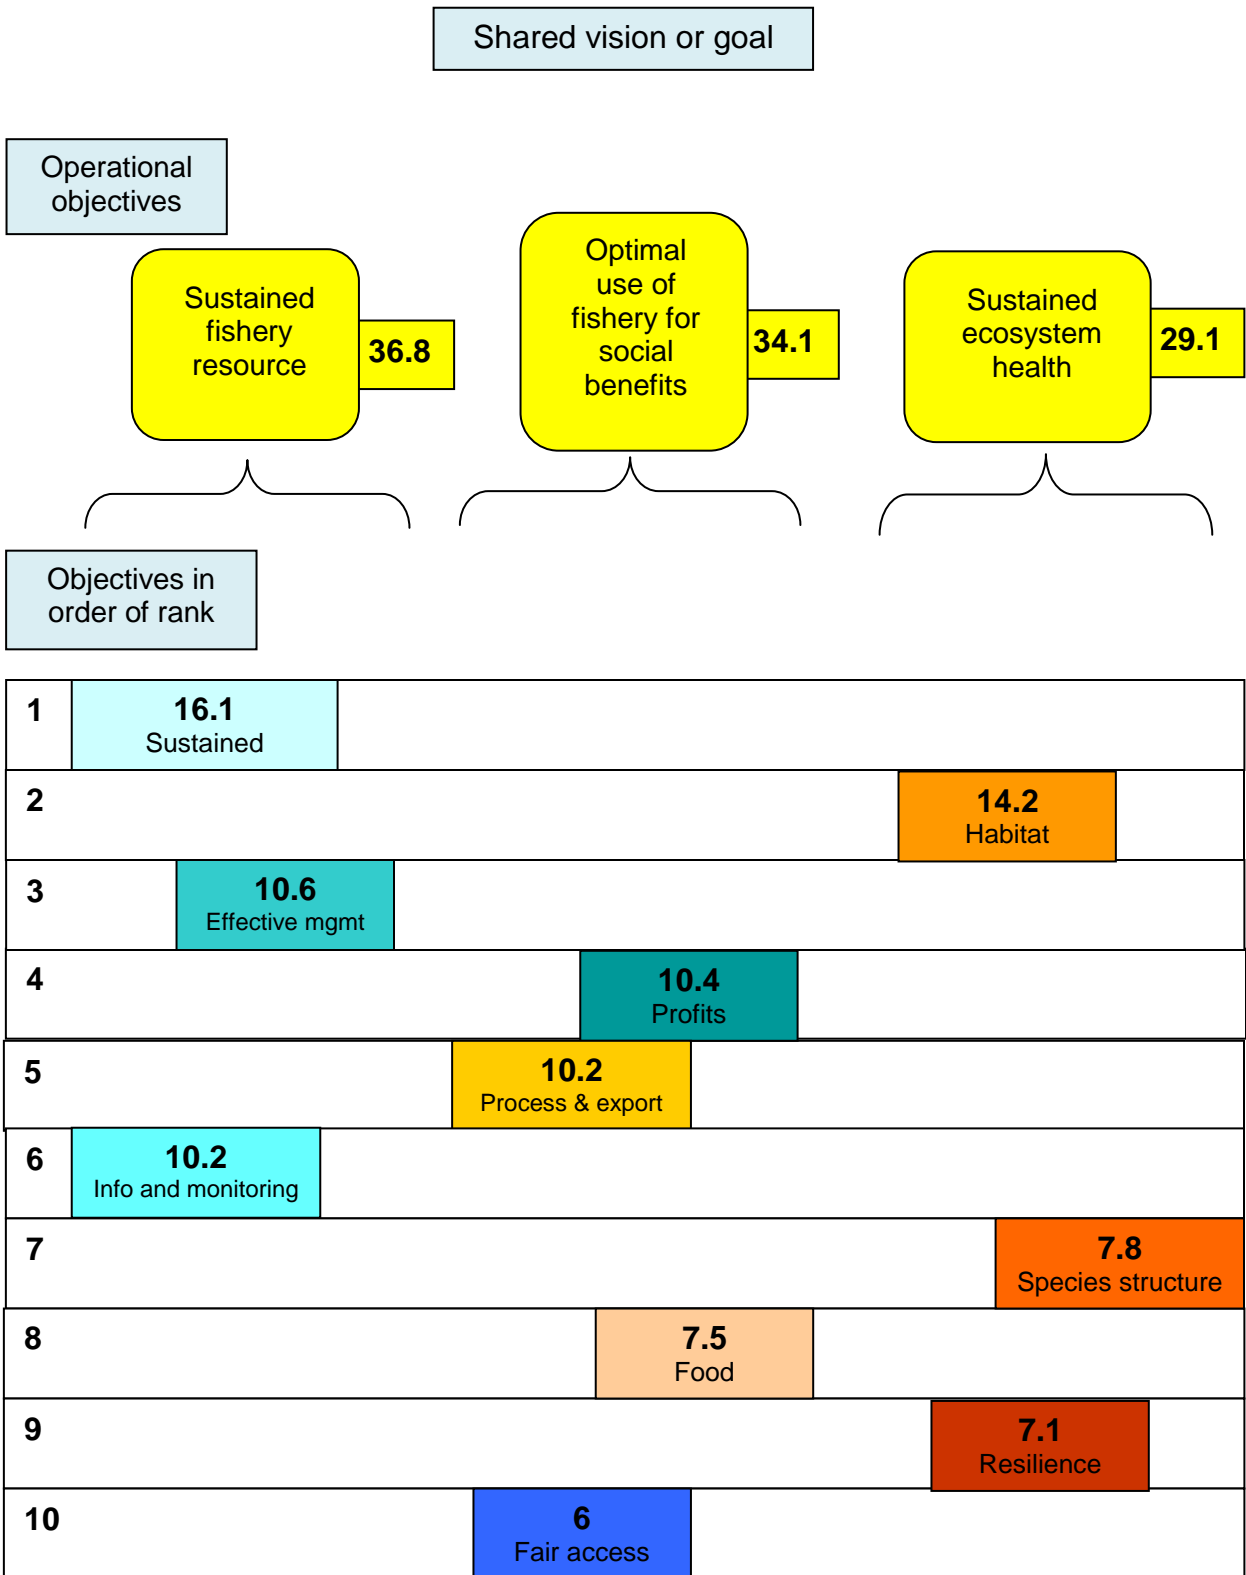 Shared vision or goal
Operational
objectives
Sustained
fishery
resource
36.8
Optimal
use of
fishery for
social
benefits
34.1
Sustained
ecosystem
health
29.1
Objectives in
order of rank
1
16.1
Sustained
2
14.2
Habitat
3
10.6
Effective mgmt
4
10.4
Profits
5
10.2
Process & export
6
10.2
Info and monitoring
7
7.8
Species structure
8
7.5
Food
9
7.1
Resilience
10
6
Fair access